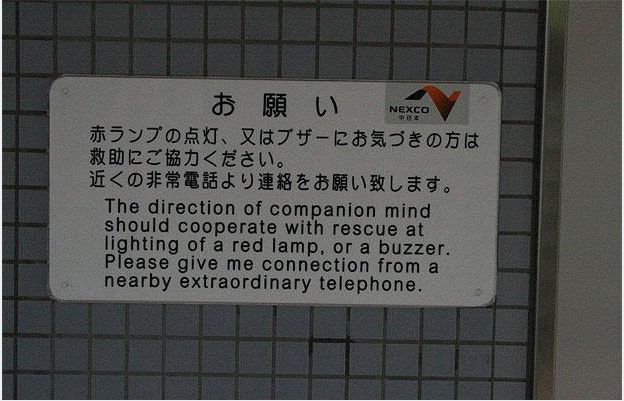 お願い
NEXCO
中日本
赤ランプの点灯、又はブザーにお気づきの方は
救助にご協力ください。
近くの非常電話より連絡をお願い致します。
The direction of companion mind
should cooperate with rescue at
lighting of a red lamp, or a buzzer.
Please give me connection from a
nearby extraordinary telephone.